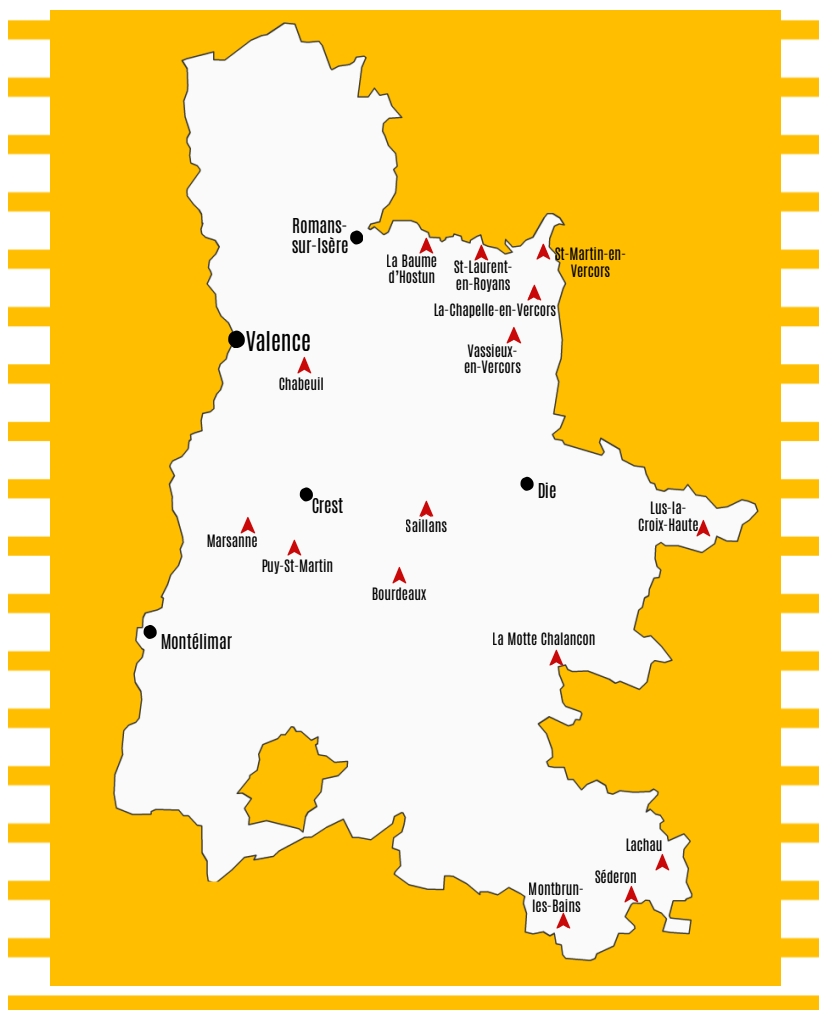 Romans-
sur-Isère
La Baume
d'Hostun
St-Laurent-
en-Royans
St-Martin-en-
Vercors
La-Chapelle-en-Vercors
Valence
Vassieux-
en-Vercors
Chabeuil
Die
Crest
Lus-la-
Croix-Haute
Saillans
Marsanne
Puy-St-Martin
Bourdeaux
Montélimar
La Motte Chalancon
Lachau
Séderon
Montbrun-
les-Bains